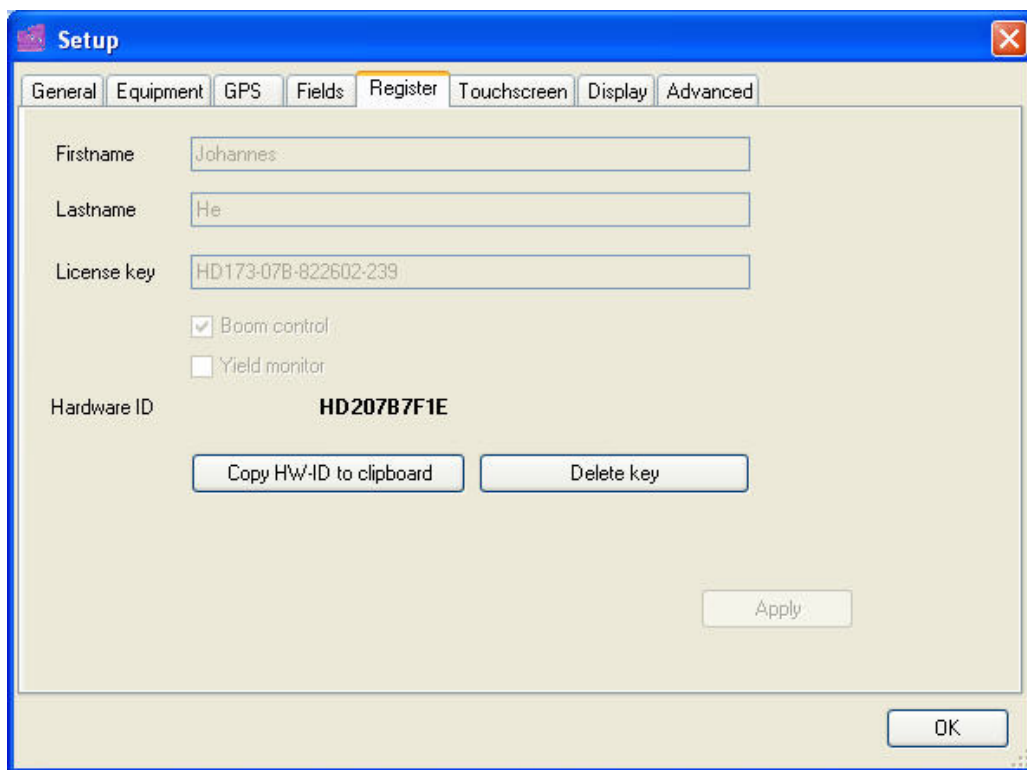 Setup
General Equipment GPS Fields Register Touchscreen Display Advanced
Firstname Johannes
Lastname He
License key HD173-07B-822602-239
Boom control
Yield monitor
Hardware ID HD207B7F1E
Copy HW-ID to clipboard Delete key
Apply
OK